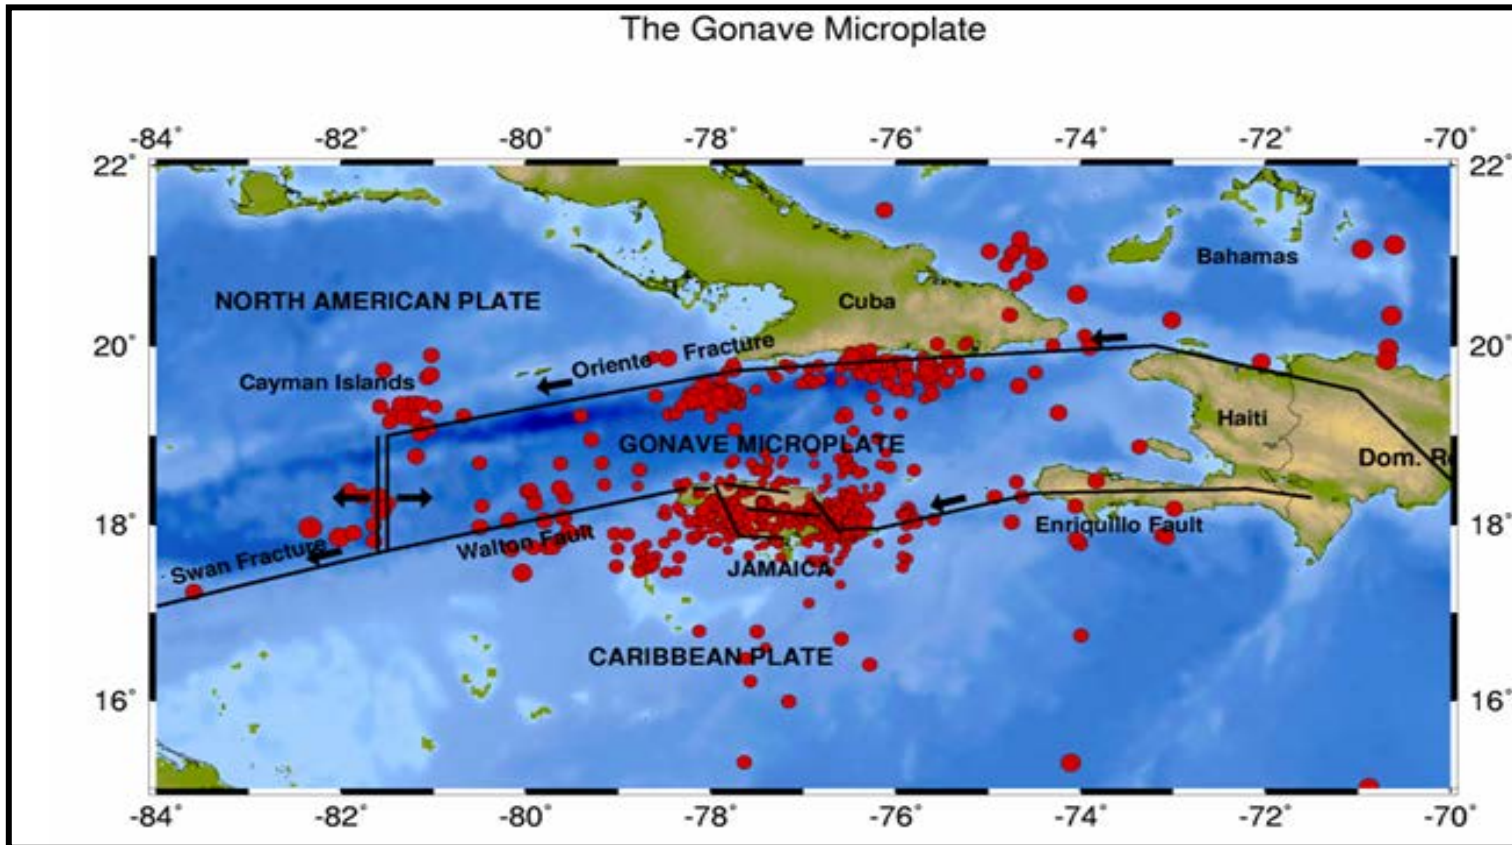 The Gonave Microplate
-84° -82° -80° -78° -76° -74° -72° -70°
22° 22°
Bahamas
NORTH AMERICAN PLATE
Cuba
20° 20°
Oriente Fracture
Cayman Islands
Haiti
GONAVE MICROPLATE
Dom. R
18° 18°
Enriquillo Fault
Walton Fault
Swan Fracture
JAMAICA
CARIBBEAN PLATE
16° 16°
-84° -82° -80° -78° -76° -74° -72° -70°